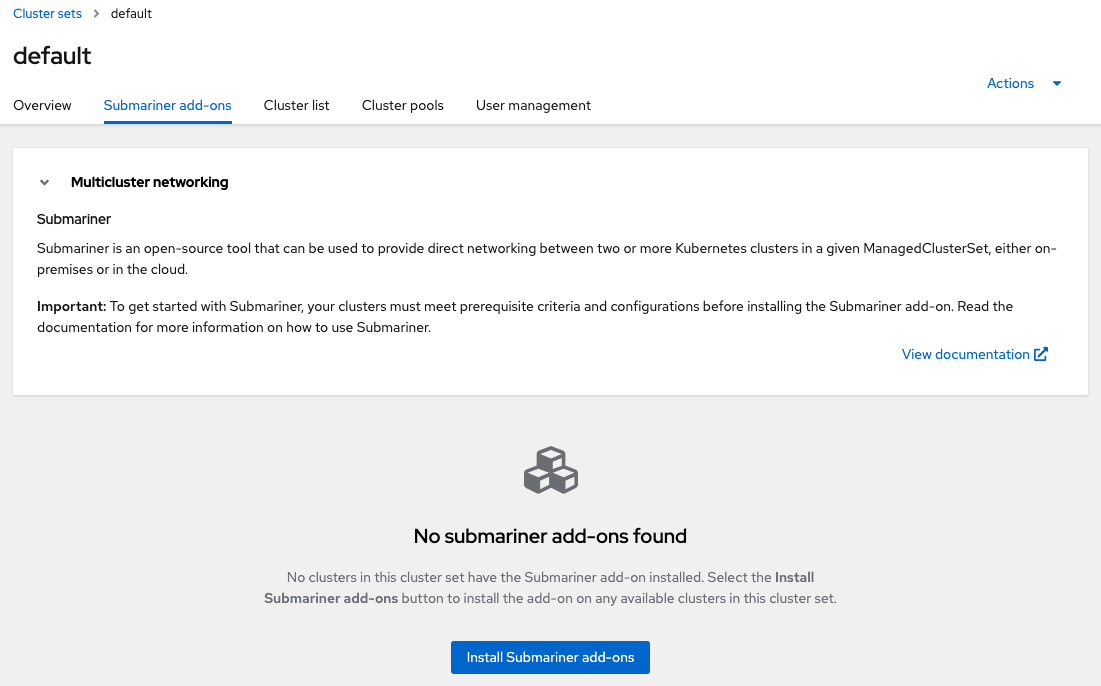 Cluster sets > default
default
Actions
Overview Submariner add-ons Cluster list Cluster pools User management
Multicluster networking
Submariner
Submariner is an open-source tool that can be used to provide direct networking between two or more Kubernetes clusters in a given ManagedClusterSet, either on-
premises or in the cloud.
Important: To get started with Submariner, your clusters must meet prerequisite criteria and configurations before installing the Submariner add-on. Read the
documentation for more information on how to use Submariner.
View documentation
No submariner add-ons found
No clusters in this cluster set have the Submariner add-on installed. Select the Install
Submariner add-ons button to install the add-on on any available clusters in this cluster set.
Install Submariner add-ons